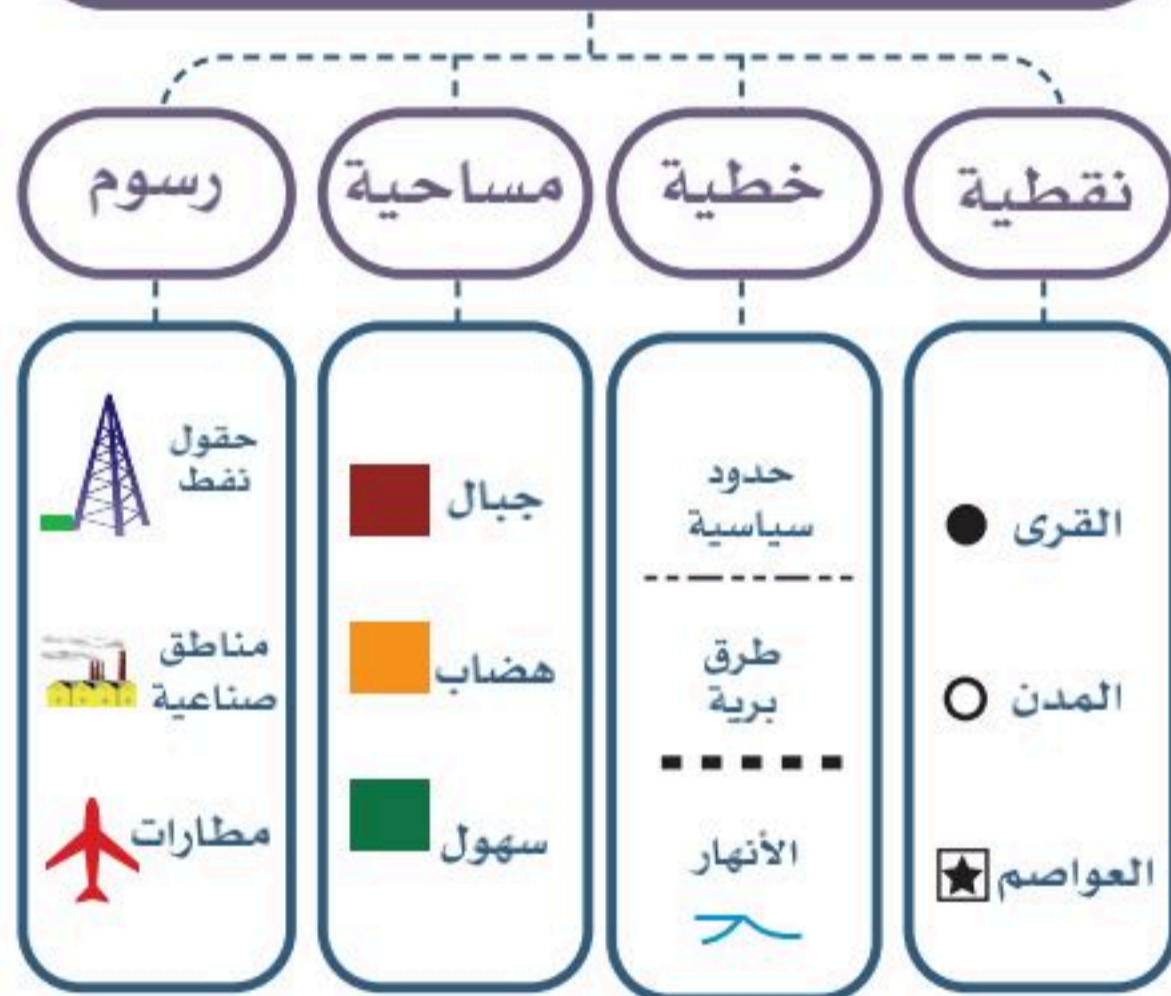 نقطية
خطية
مساحية
رسوم
القرى
المدن
العواصم
حدود
سياسية
طرق
برية
الأنهار
جبال
هضاب
سهول
حقول
نفط
مناطق
صناعية
مطارات